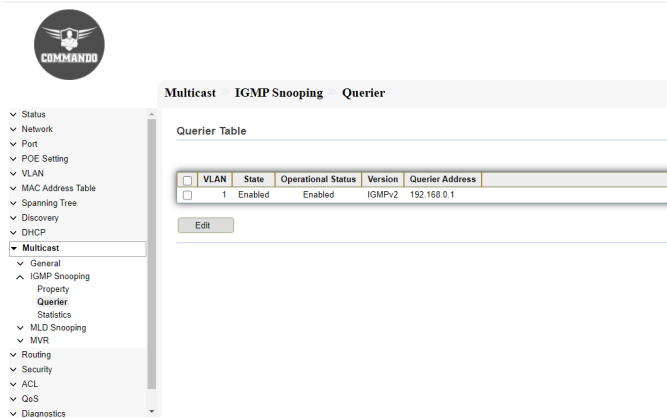 COMMANDO
Multicast IGMP Snooping Querier
Status
Network
Port
POE Setting
VLAN
MAC Address Table
Spanning Tree
Discovery
DHCP
Multicast
General
IGMP Snooping
Property
Querier
Statistics
MLD Snooping
MVR
Routing
Security
ACL
QoS
Diagnostics
Querier Table
VLAN State Operational Status Version Querier Address
1 Enabled Enabled IGMPv2 192.168.0.1
Edit